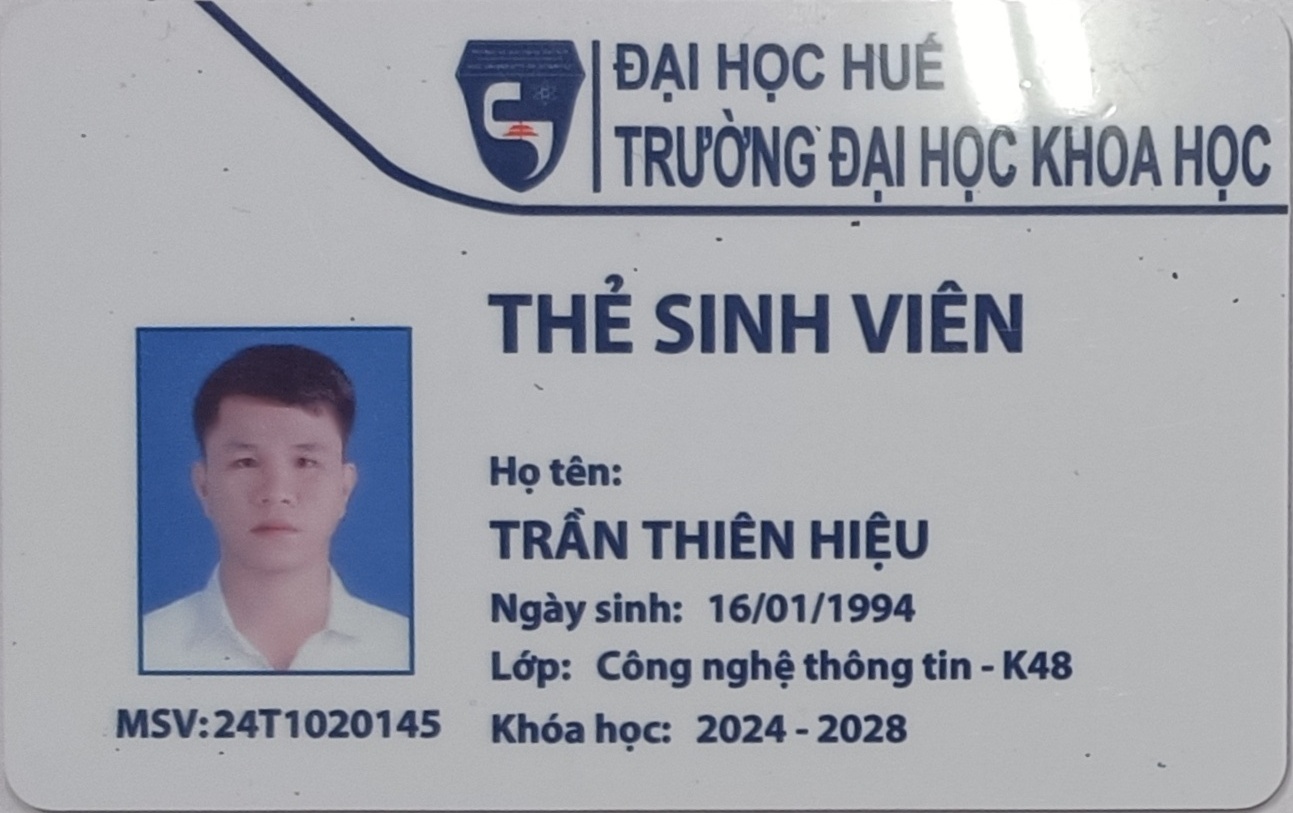 ĐẠI HỌC HUẾ
TRƯỜNG ĐẠI HỌC KHOA HỌC
THẺ SINH VIÊN
Họ tên:
TRẦN THIÊN HIỆU
Ngày sinh: 16/01/1994
Lớp: Công nghệ thông tin - K48
Khóa học: 2024 - 2028
MSV:24T1020145